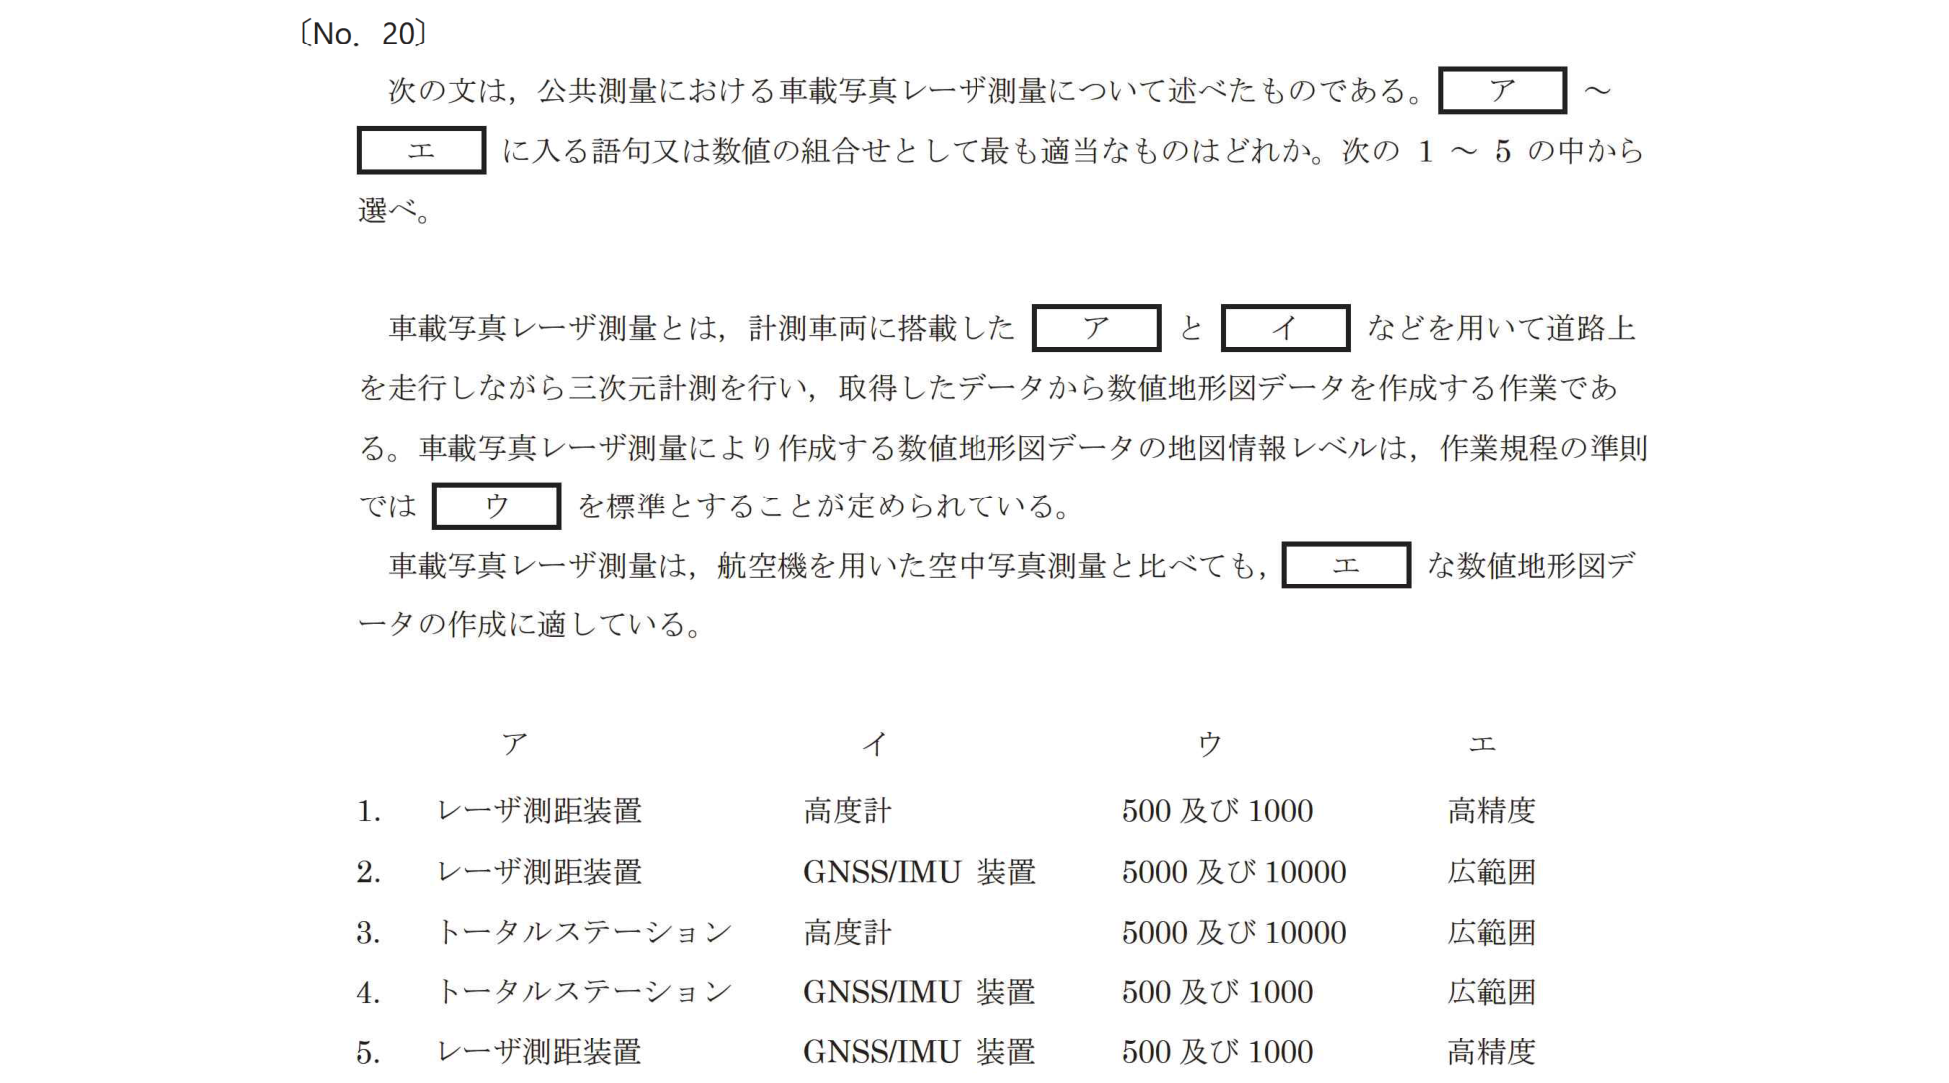 〔No．20〕
次の文は，公共測量における車載写真レーザ測量について述べたものである。 ア ～
エ に入る語句又は数値の組合せとして最も適当なものはどれか。次の 1 ～ 5 の中から
選べ。
車載写真レーザ測量とは，計測車両に搭載した ア と イ などを用いて道路上
を走行しながら三次元計測を行い，取得したデータから数値地形図データを作成する作業であ
る。車載写真レーザ測量により作成する数値地形図データの地図情報レベルは，作業規程の準則
では ウ を標準とすることが定められている。
車載写真レーザ測量は，航空機を用いた空中写真測量と比べても， エ な数値地形図デ
ータの作成に適している。
ア イ ウ エ
1. レーザ測距装置 高度計 500 及び 1000 高精度
2. レーザ測距装置 GNSS/IMU 装置 5000 及び 10000 広範囲
3. トータルステーション 高度計 5000 及び 10000 広範囲
4. トータルステーション GNSS/IMU 装置 500 及び 1000 広範囲
5. レーザ測距装置 GNSS/IMU 装置 500 及び 1000 高精度